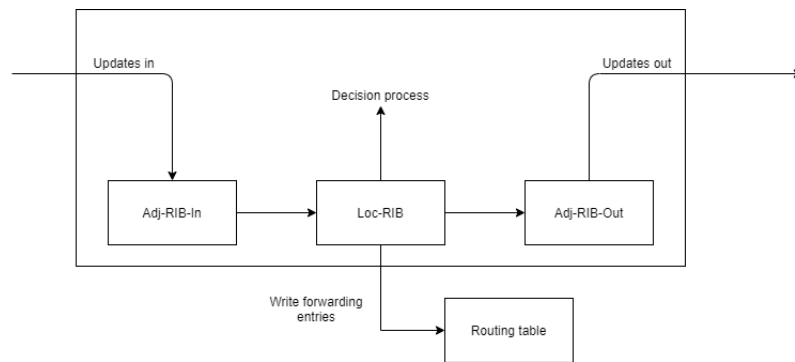 Updates in
Updates out
Decision process
Adj-RIB-In
Loc-RIB
Adj-RIB-Out
Write forwarding
entries
Routing table